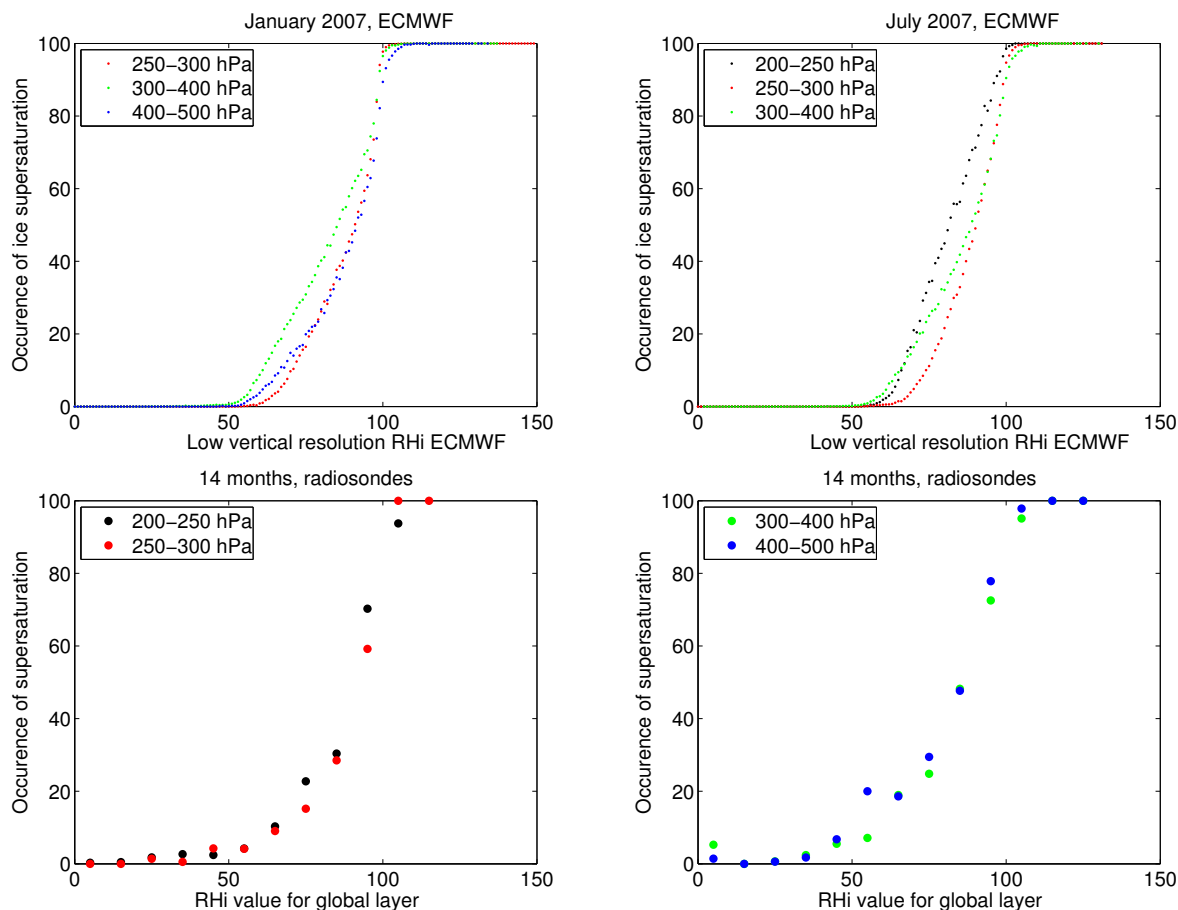 January 2007, ECMWF
Occurence of ice supersaturation
100
80
60
40
20
0
250−300 hPa
300−400 hPa
400−500 hPa
0
50
100
150
Low vertical resolution RHi ECMWF
July 2007, ECMWF
Occurence of ice supersaturation
100
80
60
40
20
0
200−250 hPa
250−300 hPa
300−400 hPa
0
50
100
150
Low vertical resolution RHi ECMWF
14 months, radiosondes
Occurence of supersaturation
100
80
60
40
20
0
200−250 hPa
250−300 hPa
0
50
100
150
RHi value for global layer
14 months, radiosondes
Occurence of supersaturation
100
80
60
40
20
0
300−400 hPa
400−500 hPa
0
50
100
150
RHi value for global layer